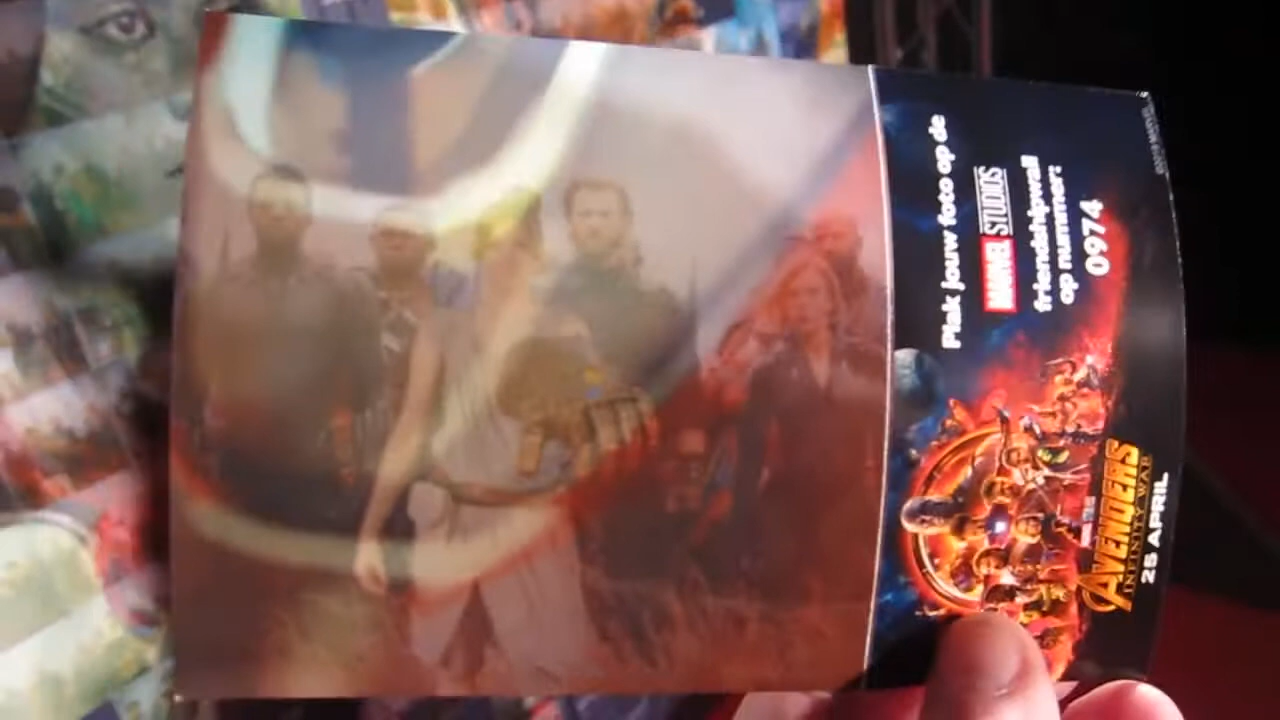 Plak jouw foto op de
MARVEL STUDIOS
friendshipwall
op nummer:
0974
AVENGERS
INFINITY WAR
25 APRIL